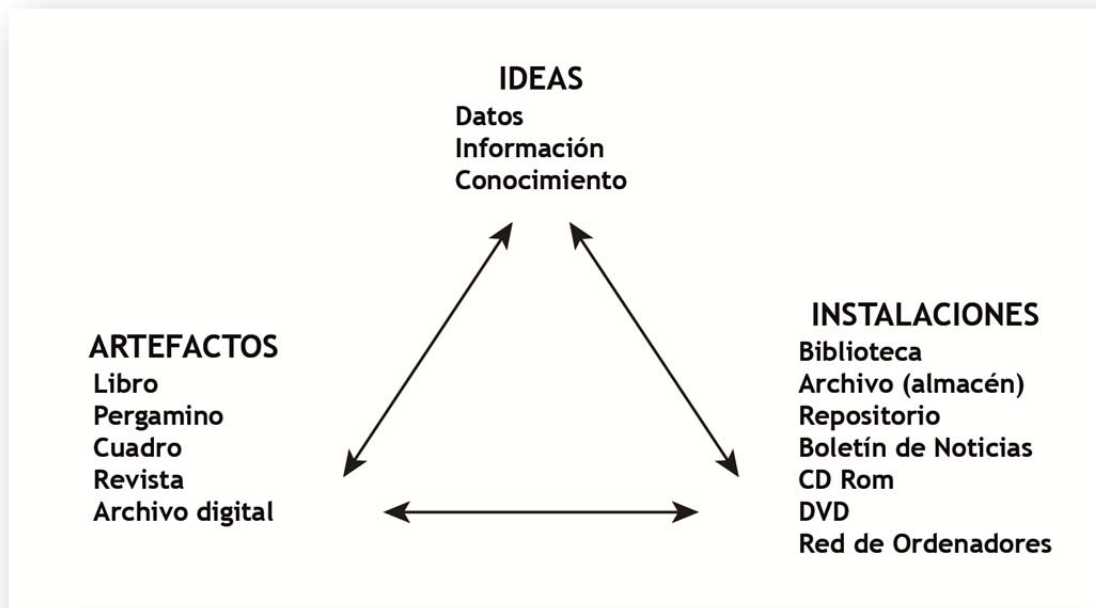 IDEAS
Datos
Información
Conocimiento
ARTEFACTOS
Libro
Pergamino
Cuadro
Revista
Archivo digital
INSTALACIONES
Biblioteca
Archivo (almacén)
Repositorio
Boletín de Noticias
CD Rom
DVD
Red de Ordenadores